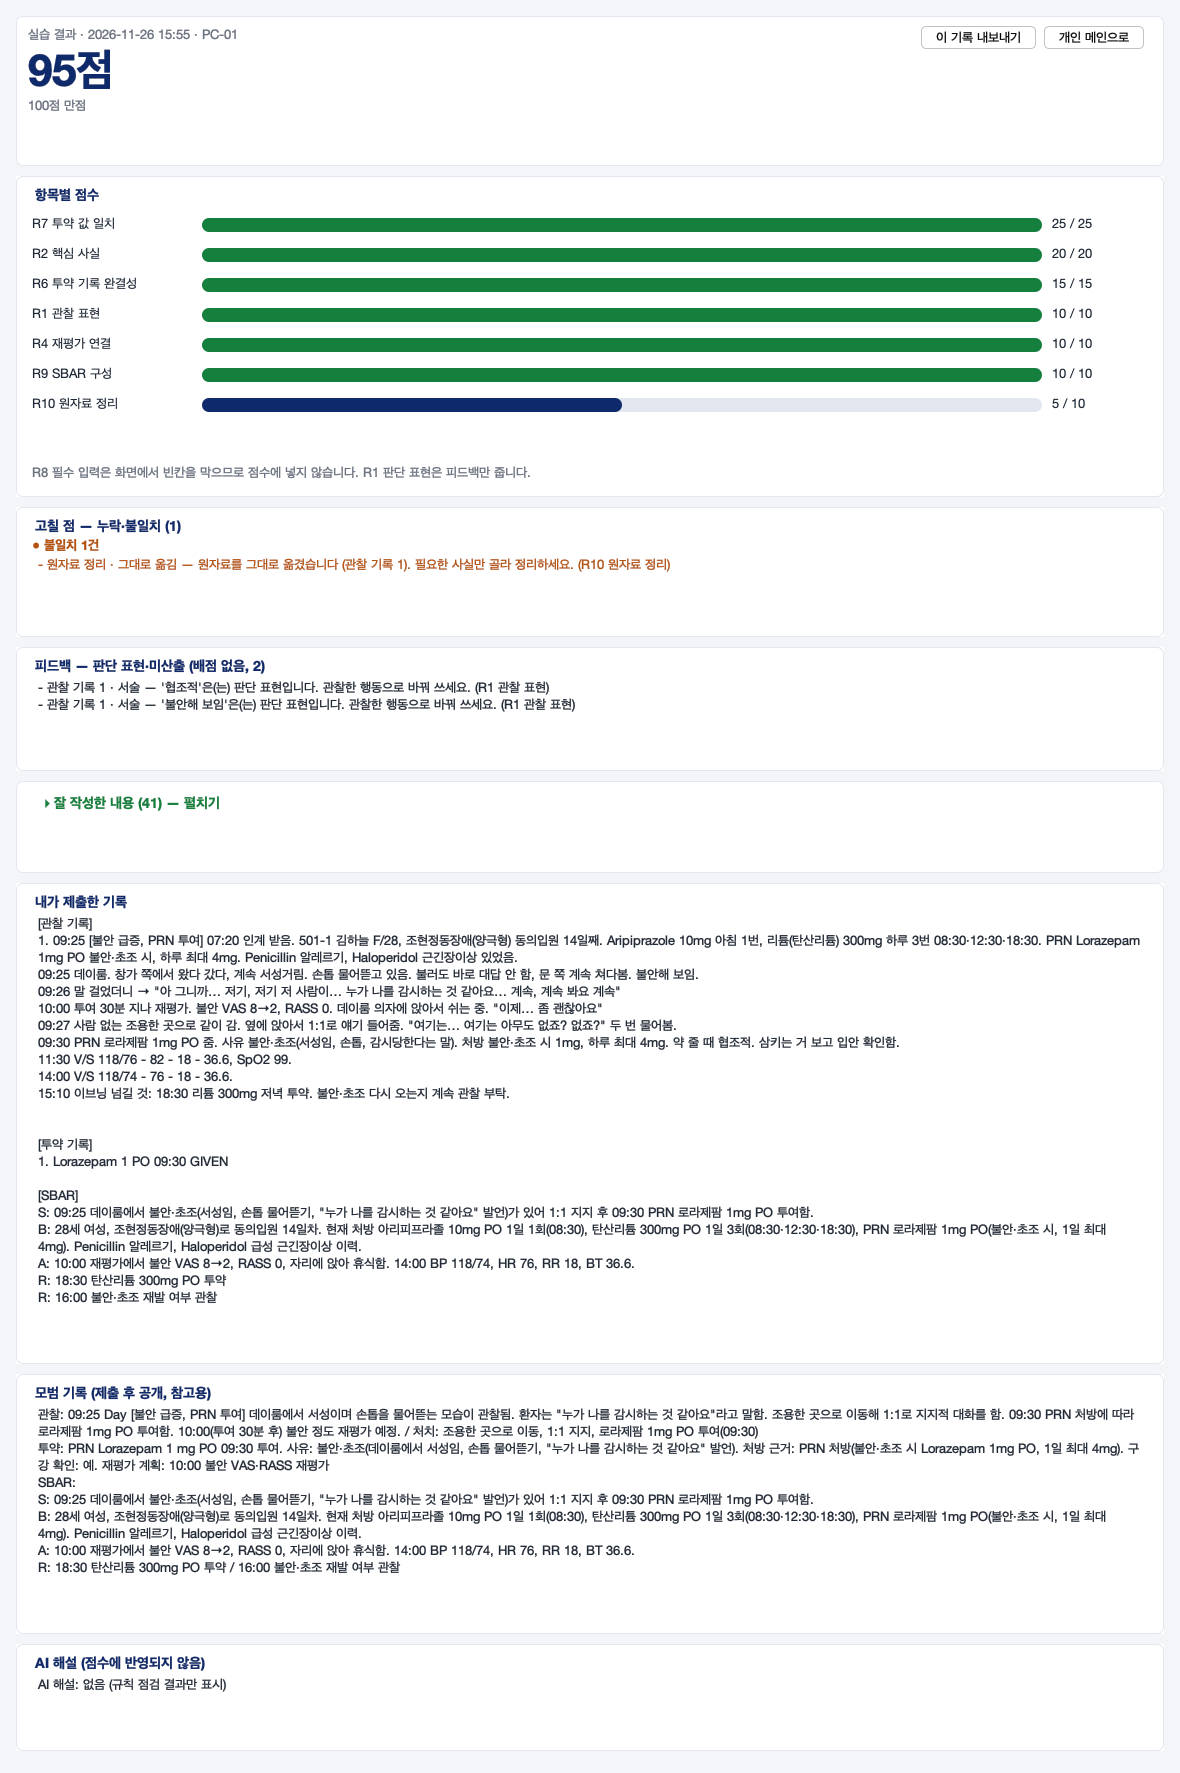 실습 결과 · 2026-11-26 15:55 · PC-01
이 기록 내보내기
개인 메인으로
95점
100점 만점
항목별 점수
R7 투약 값 일치 25 / 25
R2 핵심 사실 20 / 20
R6 투약 기록 완결성 15 / 15
R1 관찰 표현 10 / 10
R4 재평가 연결 10 / 10
R9 SBAR 구성 10 / 10
R10 원자료 정리 5 / 10
R8 필수 입력은 화면에서 빈칸을 막으므로 점수에 넣지 않습니다. R1 판단 표현은 피드백만 줍니다.
고칠 점 — 누락·불일치 (1)
● 불일치 1건
- 원자료 정리 · 그대로 옮김 — 원자료를 그대로 옮겼습니다 (관찰 기록 1). 필요한 사실만 골라 정리하세요. (R10 원자료 정리)
피드백 — 판단 표현·미산출 (배점 없음, 2)
- 관찰 기록 1 · 서술 — '협조적'은(는) 판단 표현입니다. 관찰한 행동으로 바꿔 쓰세요. (R1 관찰 표현)
- 관찰 기록 1 · 서술 — '불안해 보임'은(는) 판단 표현입니다. 관찰한 행동으로 바꿔 쓰세요. (R1 관찰 표현)
잘 작성한 내용 (41) — 펼치기
내가 제출한 기록
[관찰 기록]
1. 09:25 [불안 급증, PRN 투여] 07:20 인계 받음. 501-1 김하늘 F/28, 조현정동장애(양극형) 동의입원 14일째. Aripiprazole 10mg 아침 1번, 리튬(탄산리튬) 300mg 하루 3번 08:30·12:30·18:30. PRN Lorazepam
1mg PO 불안·초조 시, 하루 최대 4mg. Penicillin 알레르기, Haloperidol 근긴장이상 있었음.
09:25 데이룸. 창가 쪽에서 왔다 갔다, 계속 서성거림. 손톱 물어뜯고 있음. 불러도 바로 대답 안 함, 문 쪽 계속 쳐다봄. 불안해 보임.
09:26 말 걸었더니 → "아 그니까… 저기, 저기 저 사람이… 누가 나를 감시하는 것 같아요… 계속, 계속 봐요 계속"
10:00 투여 30분 지나 재평가. 불안 VAS 8→2, RASS 0. 데이룸 의자에 앉아서 쉬는 중. "이제… 좀 괜찮아요"
09:27 사람 없는 조용한 곳으로 같이 감. 옆에 앉아서 1:1로 얘기 들어줌. "여기는… 여기는 아무도 없죠? 없죠?" 두 번 물어봄.
09:30 PRN 로라제팜 1mg PO 줌. 사유 불안·초조(서성임, 손톱, 감시당한다는 말). 처방 불안·초조 시 1mg, 하루 최대 4mg. 약 줄 때 협조적. 삼키는 거 보고 입안 확인함.
11:30 V/S 118/76 - 82 - 18 - 36.6, SpO2 99.
14:00 V/S 118/74 - 76 - 18 - 36.6.
15:10 이브닝 넘길 것: 18:30 리튬 300mg 저녁 투약. 불안·초조 다시 오는지 계속 관찰 부탁.
[투약 기록]
1. Lorazepam 1 PO 09:30 GIVEN
[SBAR]
S: 09:25 데이룸에서 불안·초조(서성임, 손톱 물어뜯기, "누가 나를 감시하는 것 같아요" 발언)가 있어 1:1 지지 후 09:30 PRN 로라제팜 1mg PO 투여함.
B: 28세 여성, 조현정동장애(양극형)로 동의입원 14일차. 현재 처방 아리피프라졸 10mg PO 1일 1회(08:30), 탄산리튬 300mg PO 1일 3회(08:30·12:30·18:30), PRN 로라제팜 1mg PO(불안·초조 시, 1일 최대
4mg). Penicillin 알레르기, Haloperidol 급성 근긴장이상 이력.
A: 10:00 재평가에서 불안 VAS 8→2, RASS 0, 자리에 앉아 휴식함. 14:00 BP 118/74, HR 76, RR 18, BT 36.6.
R: 18:30 탄산리튬 300mg PO 투약
R: 16:00 불안·초조 재발 여부 관찰
모범 기록 (제출 후 공개, 참고용)
관찰: 09:25 Day [불안 급증, PRN 투여] 데이룸에서 서성이며 손톱을 물어뜯는 모습이 관찰됨. 환자는 "누가 나를 감시하는 것 같아요"라고 말함. 조용한 곳으로 이동해 1:1로 지지적 대화를 함. 09:30 PRN 처방에 따라
로라제팜 1mg PO 투여함. 10:00(투여 30분 후) 불안 정도 재평가 예정. / 처치: 조용한 곳으로 이동, 1:1 지지, 로라제팜 1mg PO 투여(09:30)
투약: PRN Lorazepam 1 mg PO 09:30 투여. 사유: 불안·초조(데이룸에서 서성임, 손톱 물어뜯기, "누가 나를 감시하는 것 같아요" 발언). 처방 근거: PRN 처방(불안·초조 시 Lorazepam 1mg PO, 1일 최대 4mg). 구
강 확인: 예. 재평가 계획: 10:00 불안 VAS·RASS 재평가
SBAR:
S: 09:25 데이룸에서 불안·초조(서성임, 손톱 물어뜯기, "누가 나를 감시하는 것 같아요" 발언)가 있어 1:1 지지 후 09:30 PRN 로라제팜 1mg PO 투여함.
B: 28세 여성, 조현정동장애(양극형)로 동의입원 14일차. 현재 처방 아리피프라졸 10mg PO 1일 1회(08:30), 탄산리튬 300mg PO 1일 3회(08:30·12:30·18:30), PRN 로라제팜 1mg PO(불안·초조 시, 1일 최대
4mg). Penicillin 알레르기, Haloperidol 급성 근긴장이상 이력.
A: 10:00 재평가에서 불안 VAS 8→2, RASS 0, 자리에 앉아 휴식함. 14:00 BP 118/74, HR 76, RR 18, BT 36.6.
R: 18:30 탄산리튬 300mg PO 투약 / 16:00 불안·초조 재발 여부 관찰
AI 해설 (점수에 반영되지 않음)
AI 해설: 없음 (규칙 점검 결과만 표시)